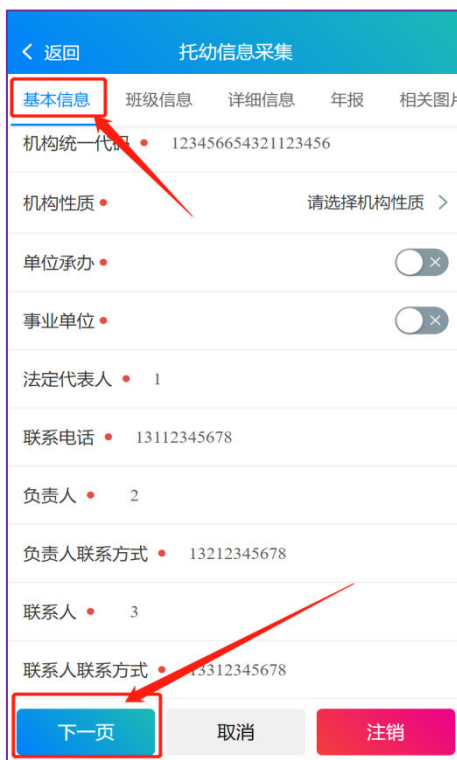 返回 托幼信息采集
基本信息 班级信息 详细信息 年报 相关图片
机构统一代码 123456654321123456
机构性质 请选择机构性质
单位承办
事业单位
法定代表人 1
联系电话 13112345678
负责人 2
负责人联系方式 13212345678
联系人 3
联系人联系方式 13312345678
下一页 取消 注销